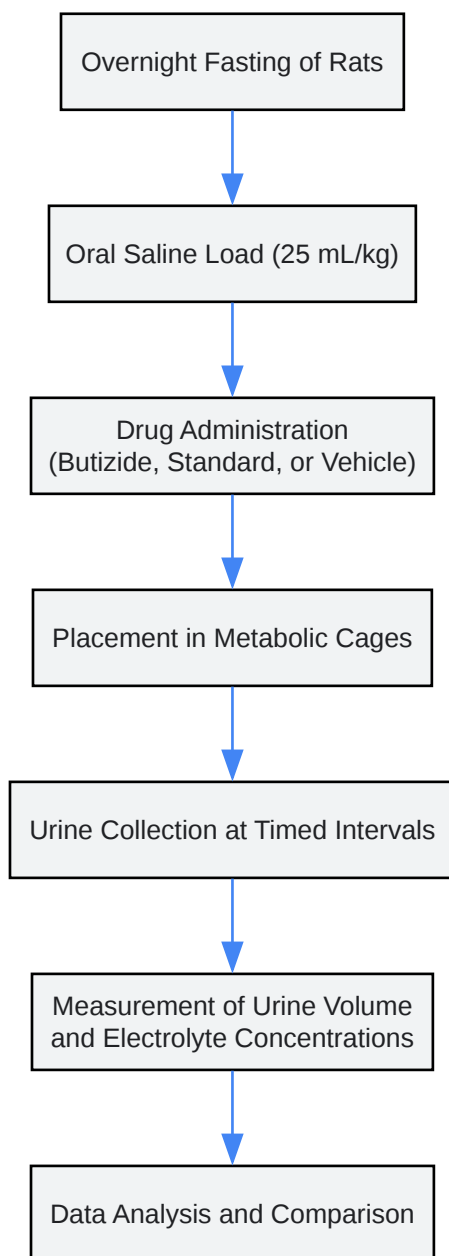 Overnight Fasting of Rats
Oral Saline Load (25 mL/kg)
Drug Administration
(Butizide, Standard, or Vehicle)
Placement in Metabolic Cages
Urine Collection at Timed Intervals
Measurement of Urine Volume
and Electrolyte Concentrations
Data Analysis and Comparison